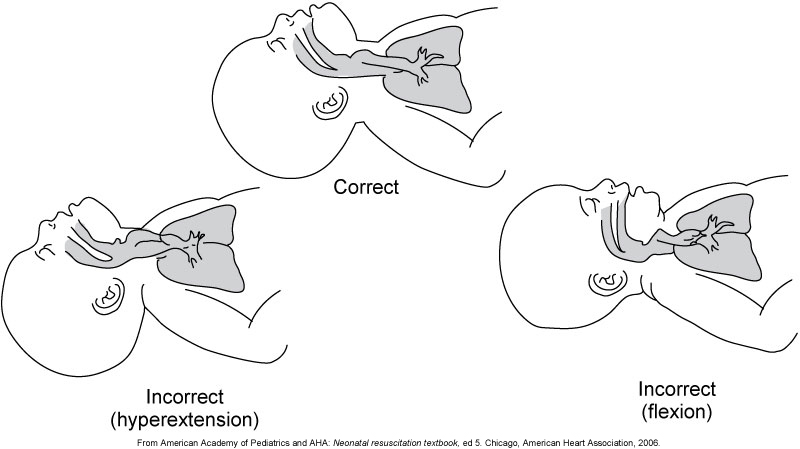 Correct
Incorrect
(hyperextension)
Incorrect
(flexion)
From American Academy of Pediatrics and AHA: Neonatal resuscitation textbook, ed 5. Chicago, American Heart Association, 2006.